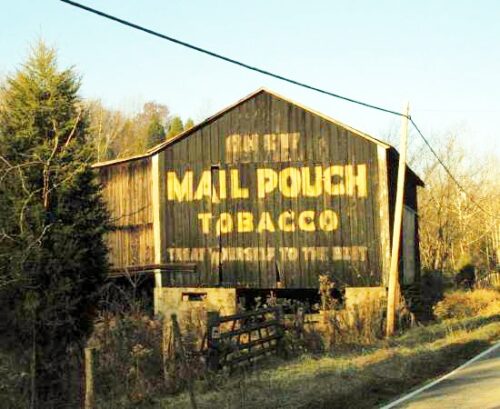 MAIL POUCH
TOBACCO
TREAT YOURSELF TO THE BEST